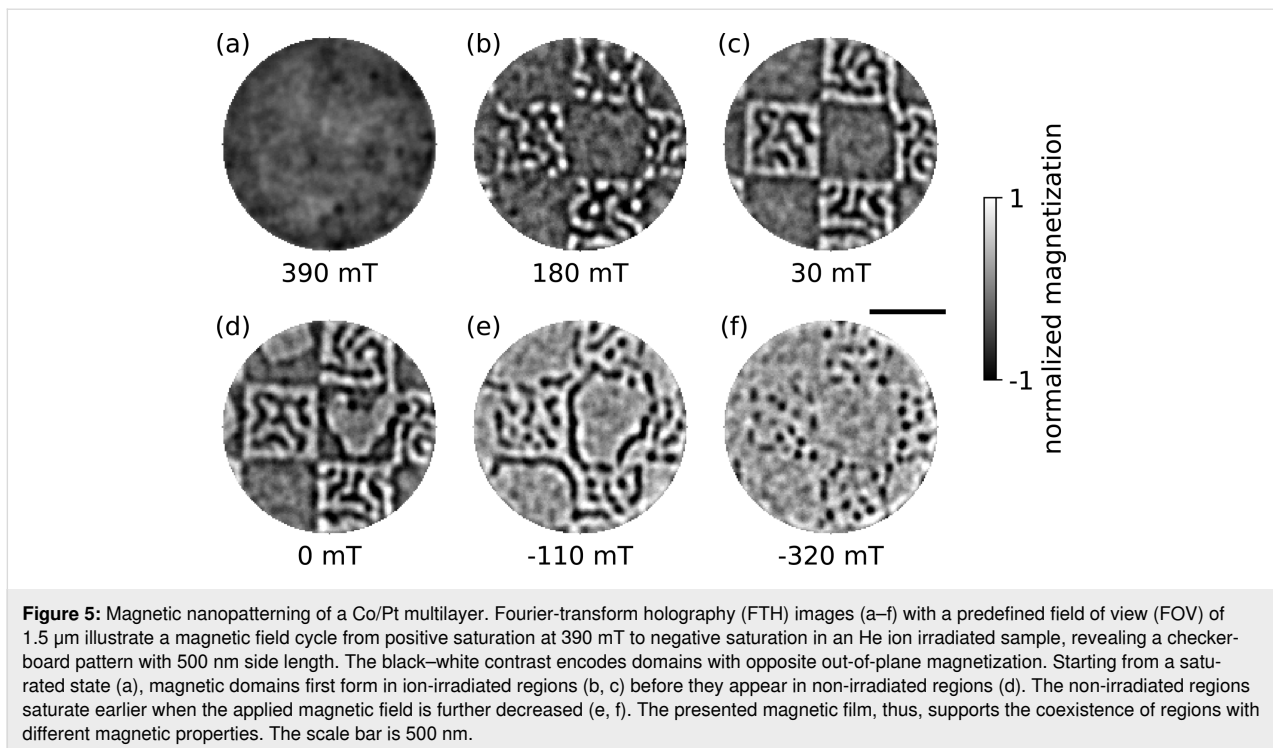 (a)
(b)
(c)
390 mT
180 mT
30 mT
(d)
(e)
(f)
0 mT
-110 mT
-320 mT
1
-1
normalized magnetization
Figure 5: Magnetic nanopatterning of a Co/Pt multilayer. Fourier-transform holography (FTH) images (a–f) with a predefined field of view (FOV) of
1.5 µm illustrate a magnetic field cycle from positive saturation at 390 mT to negative saturation in an He ion irradiated sample, revealing a checker-
board pattern with 500 nm side length. The black–white contrast encodes domains with opposite out-of-plane magnetization. Starting from a satu-
rated state (a), magnetic domains first form in ion-irradiated regions (b, c) before they appear in non-irradiated regions (d). The non-irradiated regions
saturate earlier when the applied magnetic field is further decreased (e, f). The presented magnetic film, thus, supports the coexistence of regions with
different magnetic properties. The scale bar is 500 nm.